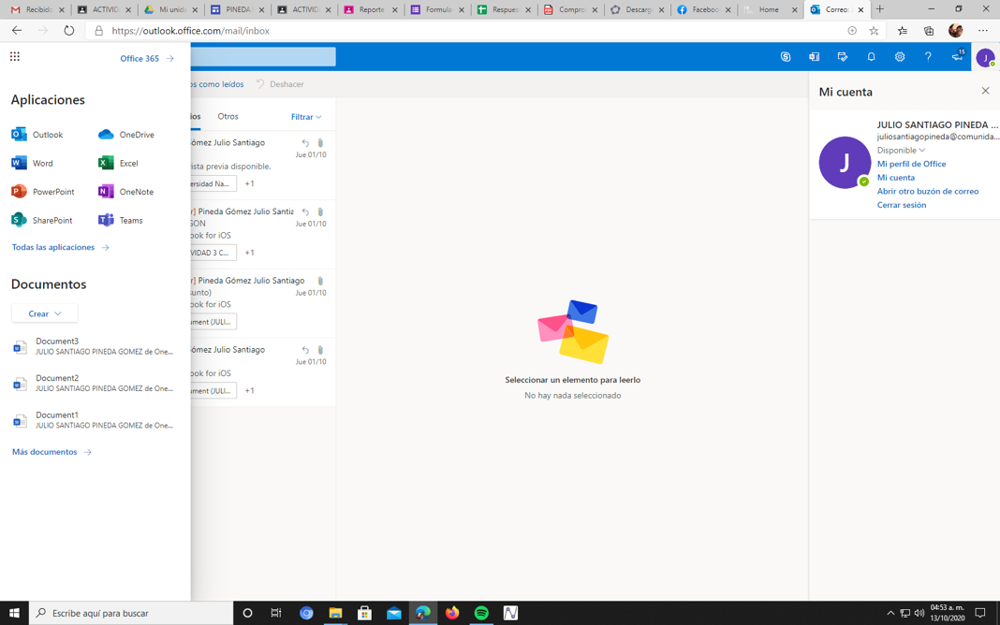 Recibido
ACTIVID
Mi unida
PINEDA
ACTIVID
Reporte
Formula
Respues
Compro
Descarg
Facebo
Home
Correo:
https://outlook.office.com/mail/inbox
Office 365
15
J
os como leídos
Deshacer
Aplicaciones
Outlook
OneDrive
Word
Excel
PowerPoint
OneNote
SharePoint
Teams
Todas las aplicaciones
Documentos
Crear
Document3
JULIO SANTIAGO PINEDA GOMEZ de One...
Document2
JULIO SANTIAGO PINEDA GOMEZ de One...
Document1
JULIO SANTIAGO PINEDA GOMEZ de One...
Más documentos
ios
Otros
Filtrar
ómez Julio Santiago
Jue 01/10
ista previa disponible.
ersidad Na...
+1
r] Pineda Gómez Julio Santia
GON
Jue 01/10
ook for iOS
VIDAD 3 C...
+1
r] Pineda Gómez Julio Santiago
sunto)
Jue 01/10
ook for iOS
ument (JULI...
ómez Julio Santiago
Jue 01/10
ook for iOS
ument (JULI...
+1
Seleccionar un elemento para leerlo
No hay nada seleccionado
Mi cuenta
J
JULIO SANTIAGO PINEDA ...
juliosantiagopineda@comunida...
Disponible
Mi perfil de Office
Mi cuenta
Abrir otro buzón de correo
Cerrar sesión
Escribe aquí para buscar
04:53 a. m.
13/10/2020